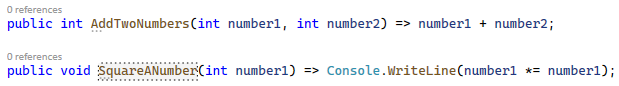 0 references
public int AddTwoNumbers(int number1, int number2) => number1 + number2;
0 references
public void SquareANumber(int number1) => Console.WriteLine(number1 *= number1);